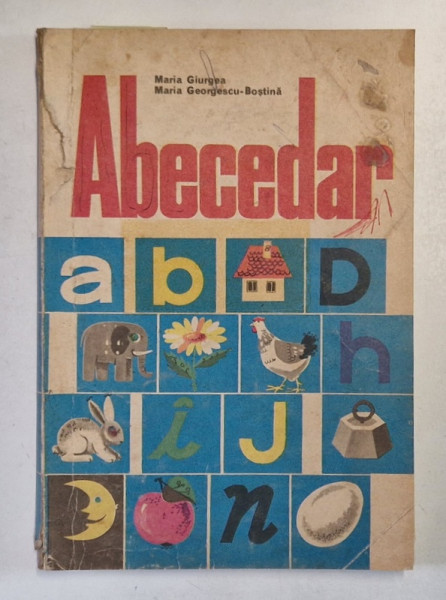 Maria Giurgea
Maria Georgescu-Boștină
Abecedar
a b D
h
î J
n